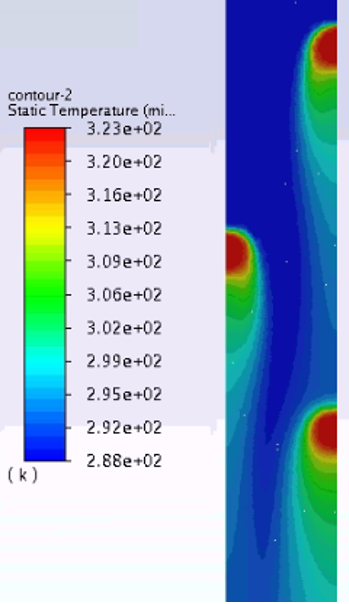 contour-2
Static Temperature (mi...
3.23e+02
3.20e+02
3.16e+02
3.13e+02
3.09e+02
3.06e+02
3.02e+02
2.99e+02
2.95e+02
2.92e+02
2.88e+02
( k )